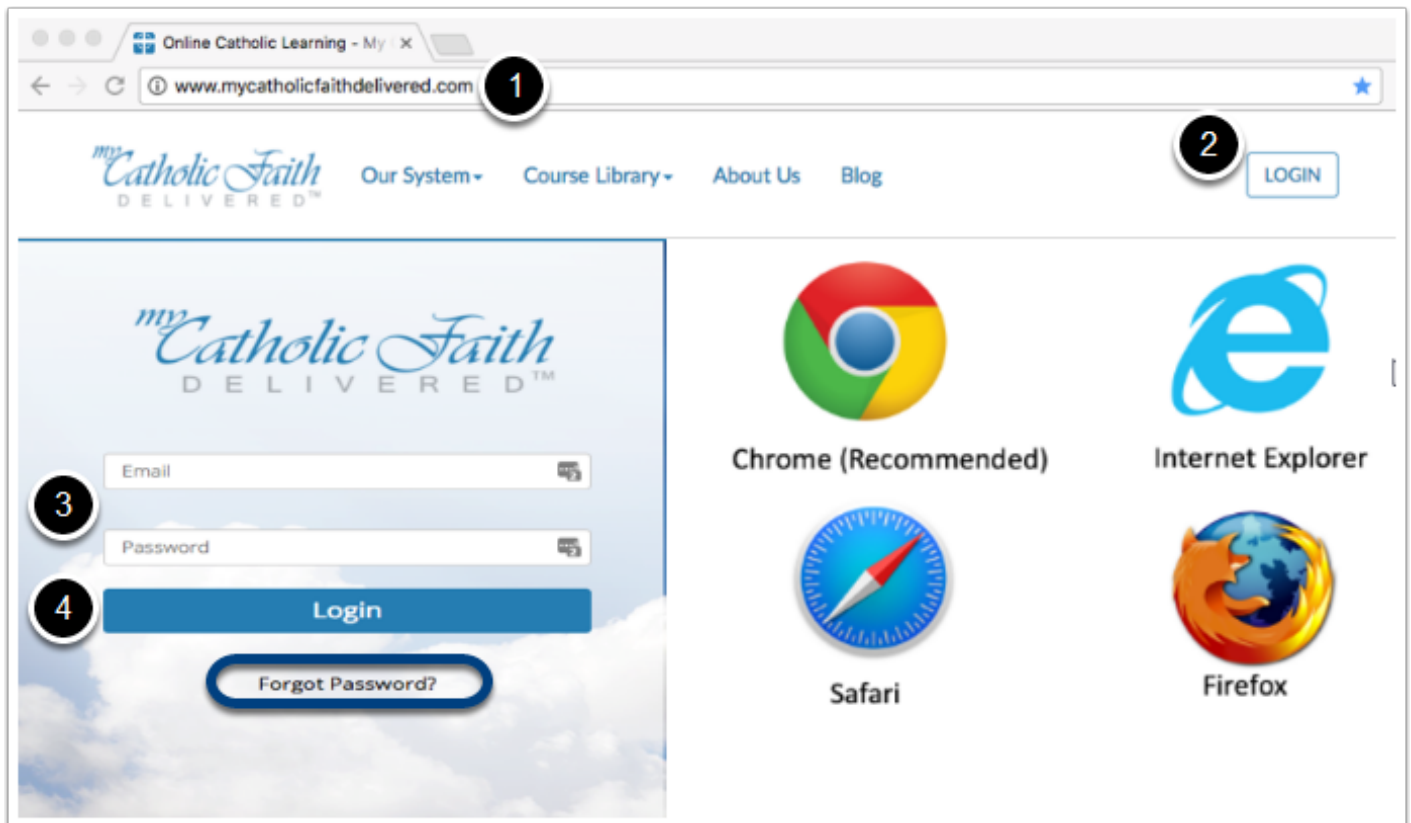 Online Catholic Learning - My C
www.mycatholicfaithdelivered.com
1
2
my Catholic Faith
DELIVERED™
Our System
Course Library
About Us
Blog
LOGIN
my Catholic Faith
DELIVERED™
Email
3
Password
4
Login
Forgot Password?
Chrome (Recommended)
Internet Explorer
Safari
Firefox